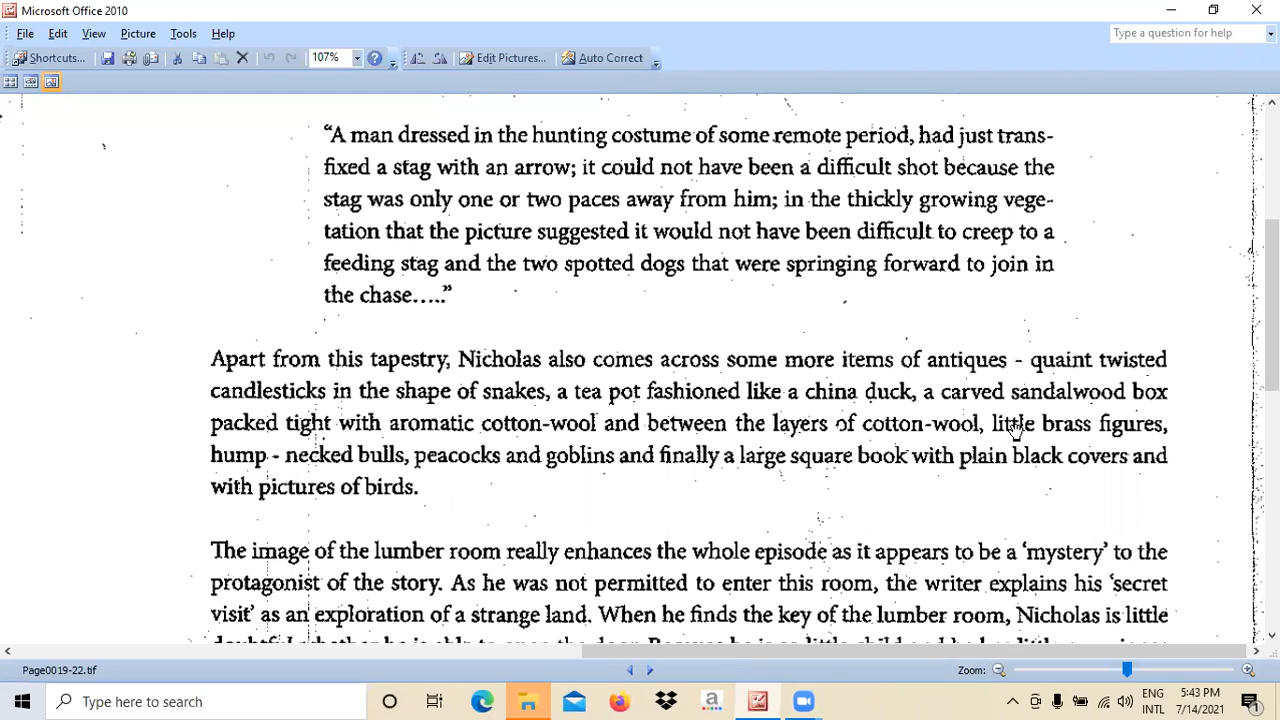 Microsoft Office 2010
File Edit View Picture Tools Help
Type a question for help
Shortcuts...
107%
Edit Pictures...
Auto Correct
“A man dressed in the hunting costume of some remote period, had just trans-
fixed a stag with an arrow; it could not have been a difficult shot because the
stag was only one or two paces away from him; in the thickly growing vege-
tation that the picture suggested it would not have been difficult to creep to a
feeding stag and the two spotted dogs that were springing forward to join in
the chase.....”
Apart from this tapestry, Nicholas also comes across some more items of antiques - quaint twisted
candlesticks in the shape of snakes, a tea pot fashioned like a china duck, a carved sandalwood box
packed tight with aromatic cotton-wool and between the layers of cotton-wool, little brass figures,
hump - necked bulls, peacocks and goblins and finally a large square book with plain black covers and
with pictures of birds.
The image of the lumber room really enhances the whole episode as it appears to be a ‘mystery’ to the
protagonist of the story. As he was not permitted to enter this room, the writer explains his ‘secret
visit’ as an exploration of a strange land. When he finds the key of the lumber room, Nicholas is little
Page0019-22.tif
Zoom:
Type here to search
ENG
INTL
5:43 PM
7/14/2021